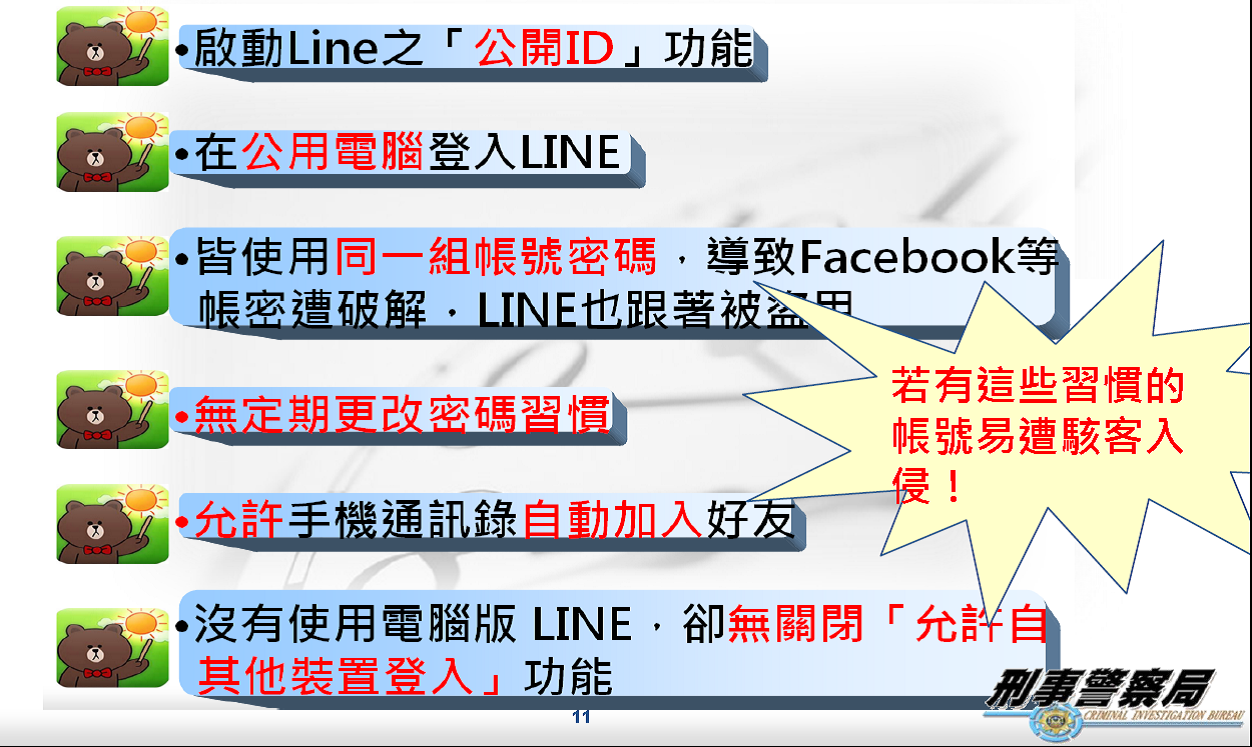 •啟動Line之「公開ID」功能
•在公用電腦登入LINE
•皆使用同一組帳號密碼，導致Facebook等
帳密遭破解，LINE也跟著被盜用
•無定期更改密碼習慣
•允許手機通訊錄自動加入好友
•沒有使用電腦版 LINE，卻無關閉「允許自
其他裝置登入」功能
若有這些習慣的
帳號易遭駭客入
侵！
刑事警察局
CRIMINAL INVESTIGATION BUREAU
11